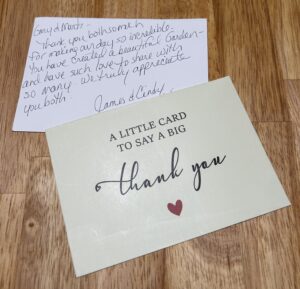 Gary & Marti -
Thank you both so much
for making our day so incredible.
You have created a beautiful Garden -
and have such love to share with
so many. We truly appreciate
you both.
James & Cindy
A LITTLE CARD
TO SAY A BIG
thank you